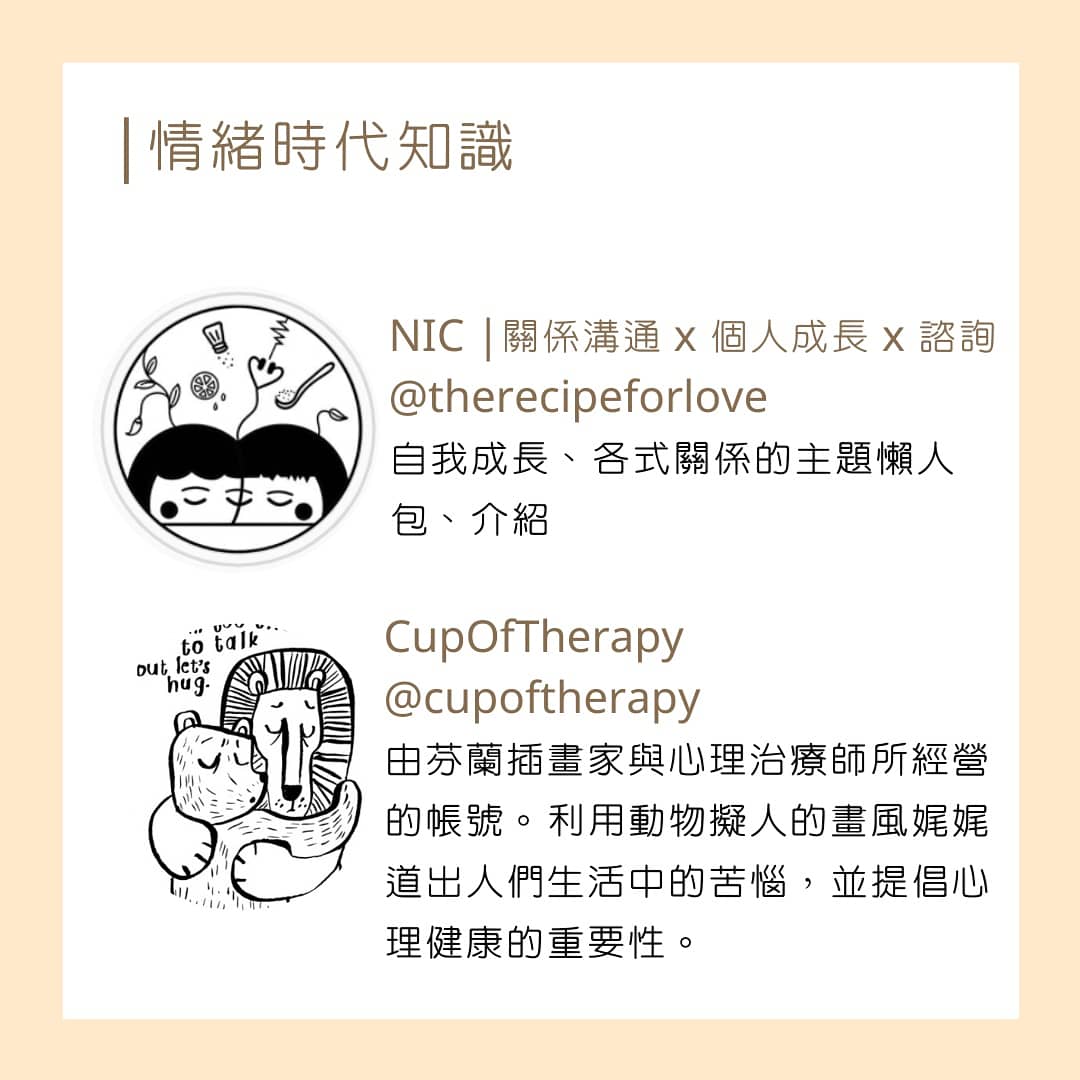 情緒時代知識
NIC |關係溝通 x 個人成長 x 諮詢
@therecipeforlove
自我成長、各式關係的主題懶人
包、介紹
to talk
but let's
hug.
CupOfTherapy
@cupoftherapy
由芬蘭插畫家與心理治療師所經營
的帳號。利用動物擬人的畫風娓娓
道出人們生活中的苦惱，並提倡心
理健康的重要性。